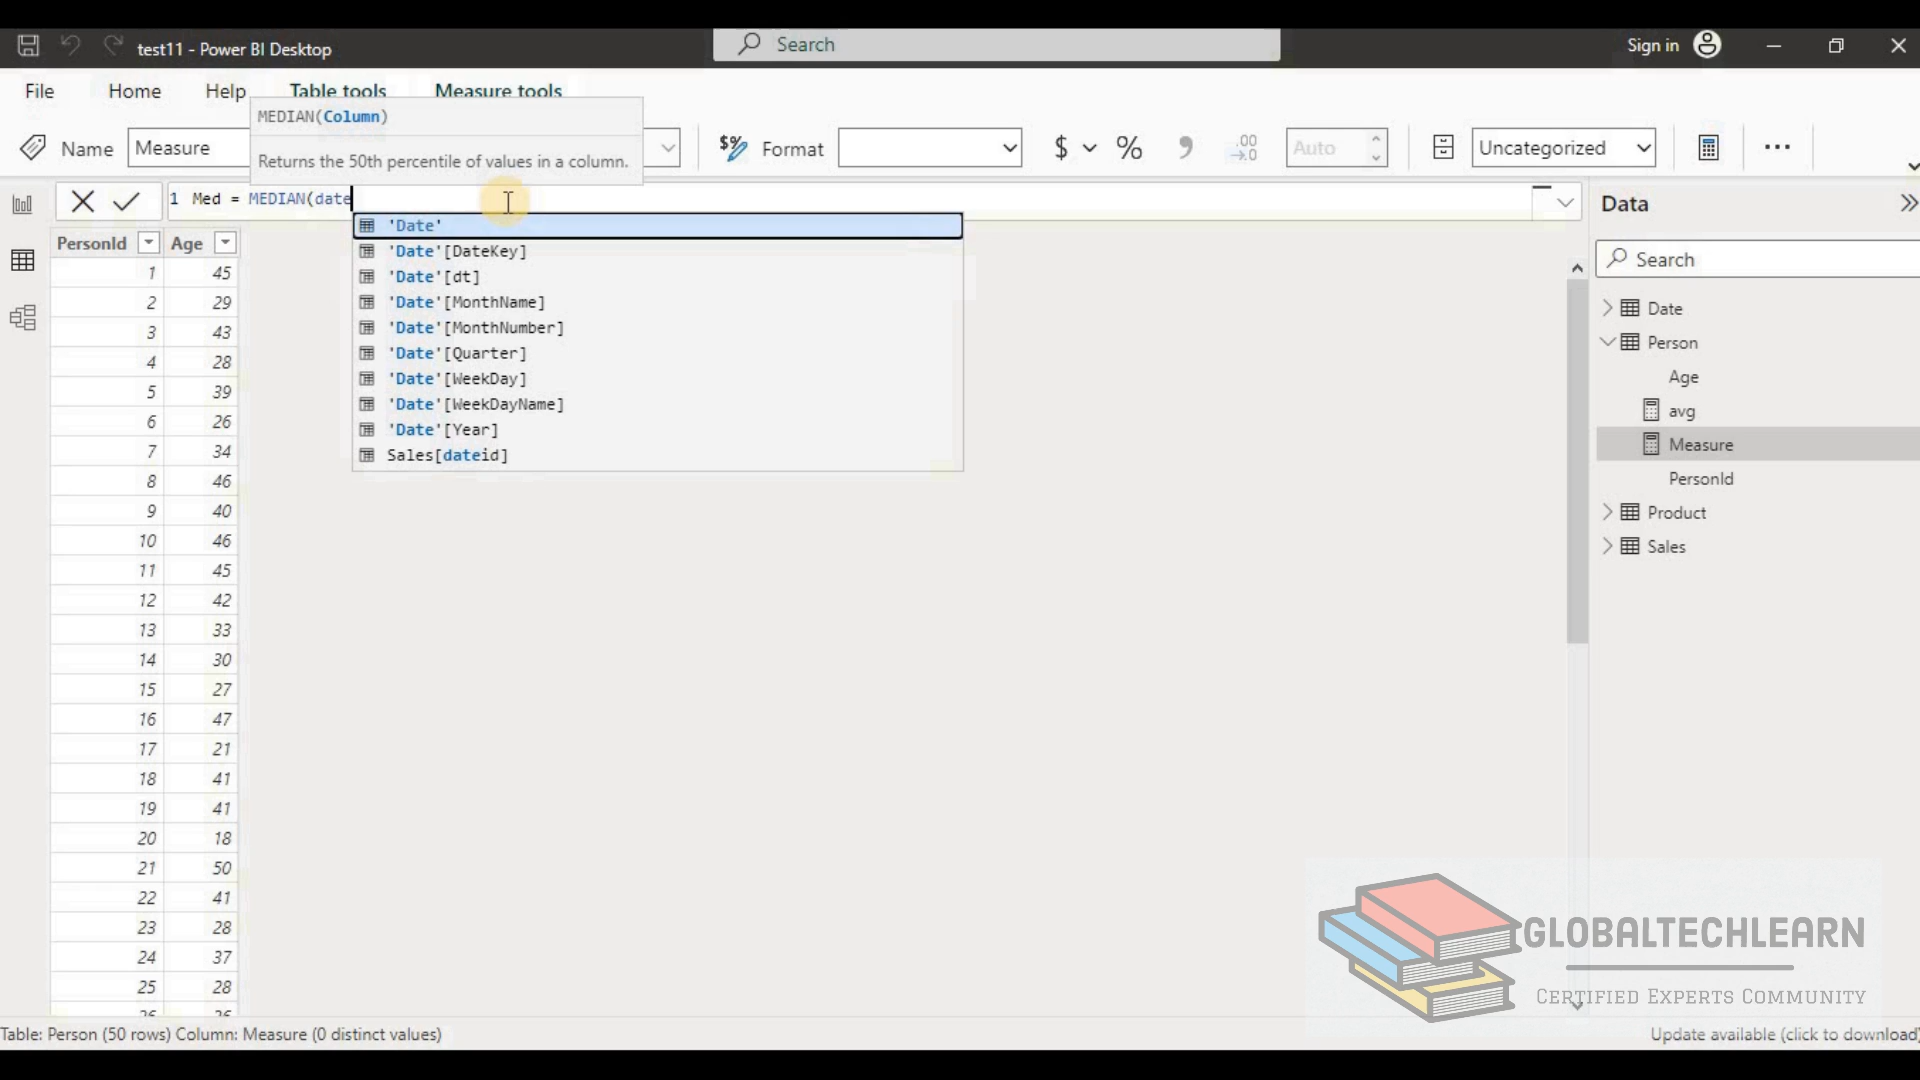 test11 - Power BI Desktop
Search
Sign in
File Home Help Table tools Measure tools
MEDIAN(Column)
Returns the 50th percentile of values in a column.
Name Measure
Format
$ % Auto
Uncategorized
1 Med = MEDIAN(date
'Date'
'Date'[DateKey]
'Date'[dt]
'Date'[MonthName]
'Date'[MonthNumber]
'Date'[Quarter]
'Date'[WeekDay]
'Date'[WeekDayName]
'Date'[Year]
Sales[dateid]
PersonId Age
1 45
2 29
3 43
4 28
5 39
6 26
7 34
8 46
9 40
10 46
11 45
12 42
13 33
14 30
15 27
16 47
17 21
18 41
19 41
20 18
21 50
22 41
23 28
24 37
25 28
Data
Search
Date
Person
Age
avg
Measure
PersonId
Product
Sales
GLOBALTECHLEARN
CERTIFIED EXPERTS COMMUNITY
Table: Person (50 rows) Column: Measure (0 distinct values)
Update available (click to download)